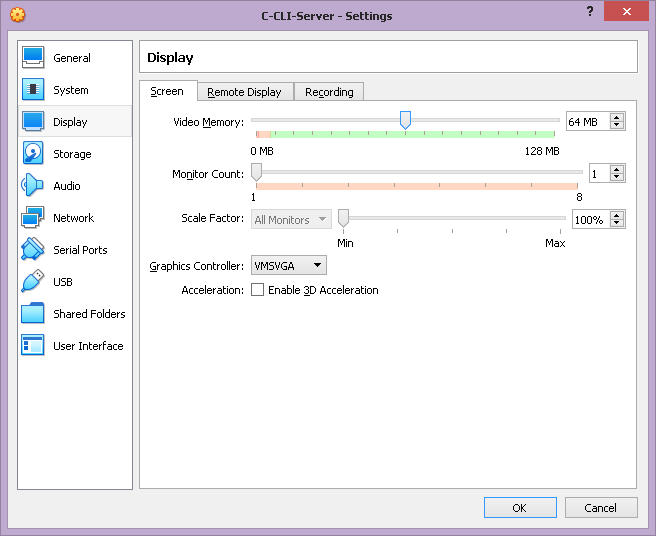 C-CLI-Server - Settings
?
General
System
Display
Storage
Audio
Network
Serial Ports
USB
Shared Folders
User Interface
Display
Screen
Remote Display
Recording
Video Memory:
64 MB
0 MB
128 MB
Monitor Count:
1
1
8
Scale Factor:
All Monitors
100%
Min
Max
Graphics Controller:
VMSVGA
Acceleration:
Enable 3D Acceleration
OK
Cancel